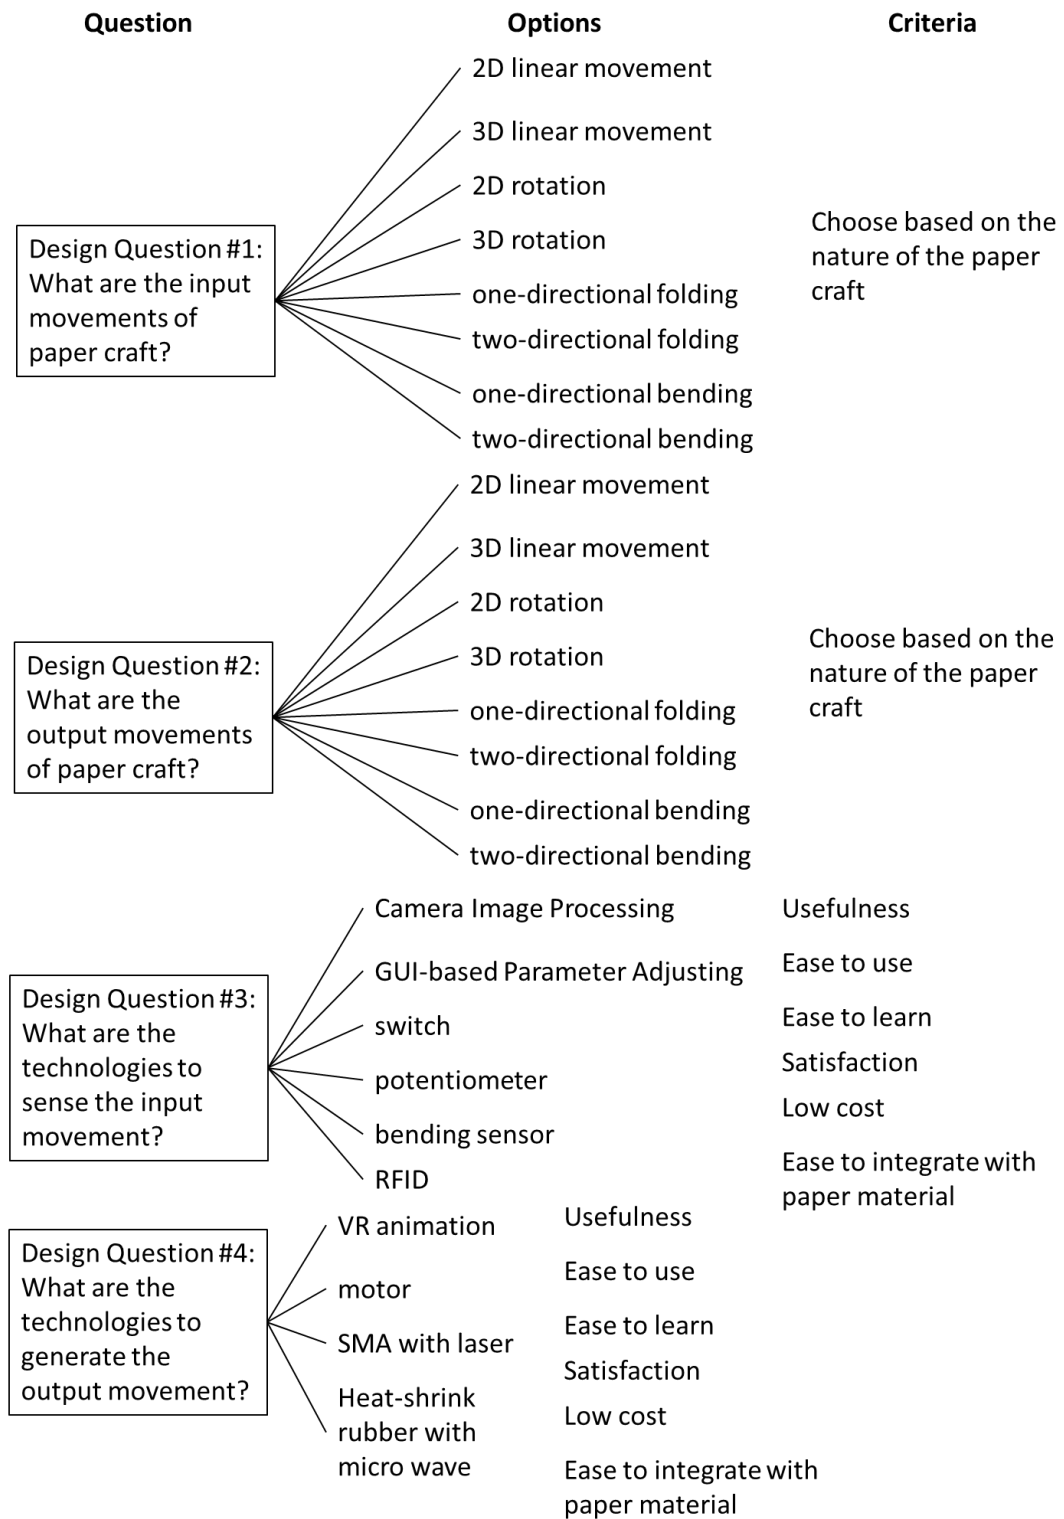 Question
Options
Criteria
Design Question #1:
What are the input
movements of
paper craft?
2D linear movement
3D linear movement
2D rotation
3D rotation
one-directional folding
two-directional folding
one-directional bending
two-directional bending
Choose based on the
nature of the paper
craft
Design Question #2:
What are the
output movements
of paper craft?
2D linear movement
3D linear movement
2D rotation
3D rotation
one-directional folding
two-directional folding
one-directional bending
two-directional bending
Choose based on the
nature of the paper
craft
Design Question #3:
What are the
technologies to
sense the input
movement?
Camera Image Processing
GUI-based Parameter Adjusting
switch
potentiometer
bending sensor
RFID
Usefulness
Ease to use
Ease to learn
Satisfaction
Low cost
Ease to integrate with
paper material
Design Question #4:
What are the
technologies to
generate the
output movement?
VR animation
motor
SMA with laser
Heat-shrink
rubber with
micro wave
Usefulness
Ease to use
Ease to learn
Satisfaction
Low cost
Ease to integrate with
paper material